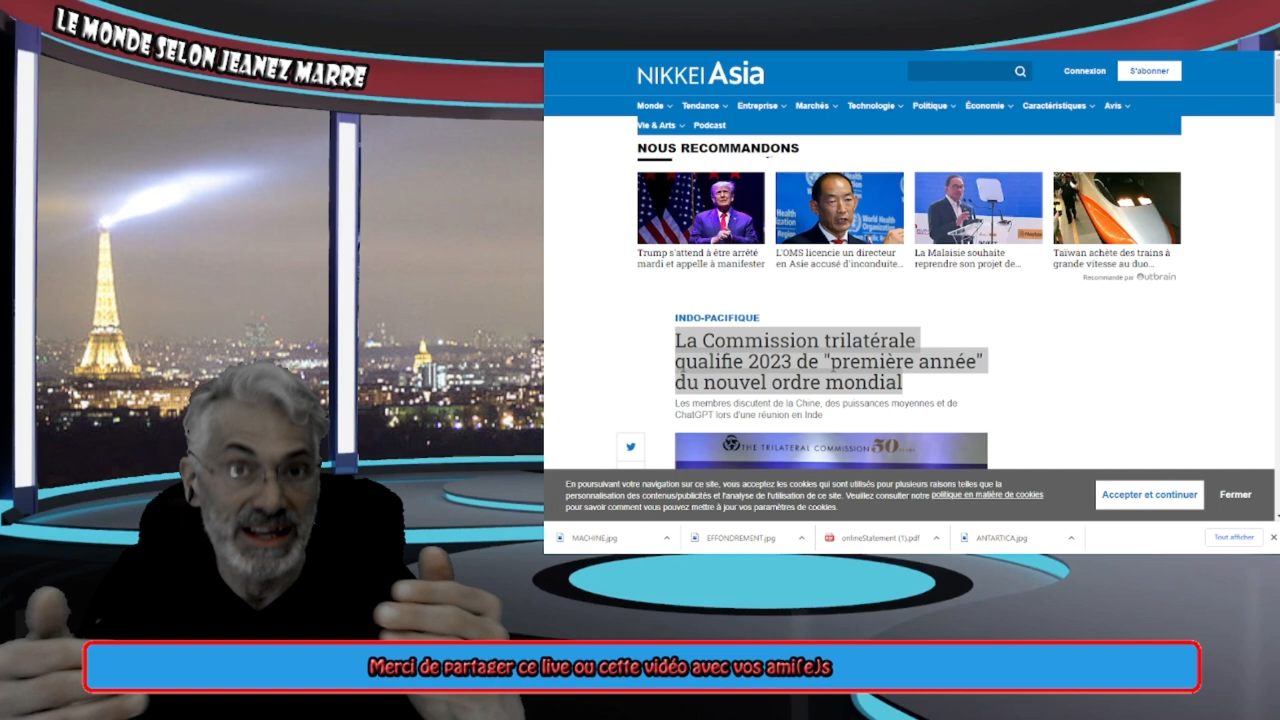 LE MONDE SELON JEANEZ MARRE
NIKKEI Asia
Connexion
S'abonner
Monde Tendance Entreprise Marchés Technologie Politique Économie Caractéristiques Avis
Vie & Arts Podcast
NOUS RECOMMANDONS
Trump s'attend à être arrêté
mardi et appelle à manifester
L'OMS licencie un directeur
en Asie accusé d'inconduite...
La Malaisie souhaite
reprendre son projet de...
Taïwan achète des trains à
grande vitesse au duo...
Recommandé par Outbrain
INDO-PACIFIQUE
La Commission trilatérale
qualifie 2023 de "première année"
du nouvel ordre mondial
Les membres discutent de la Chine, des puissances moyennes et de
ChatGPT lors d'une réunion en Inde
THE TRILATERAL COMMISSION 50
En poursuivant votre navigation sur ce site, vous acceptez les cookies qui sont utilisés pour plusieurs raisons telles que la
personnalisation des contenus/publicités et l'analyse de l'utilisation de ce site. Veuillez consulter notre politique en matière de cookies
pour savoir comment vous pouvez mettre à jour vos paramètres de cookies.
Accepter et continuer
Fermer
MACHINE.jpg
EFFONDREMENT.jpg
onlineStatement (1).pdf
ANTARTICA.jpg
Tout afficher
Merci de partager ce live ou cette vidéo avec vos ami(e)s